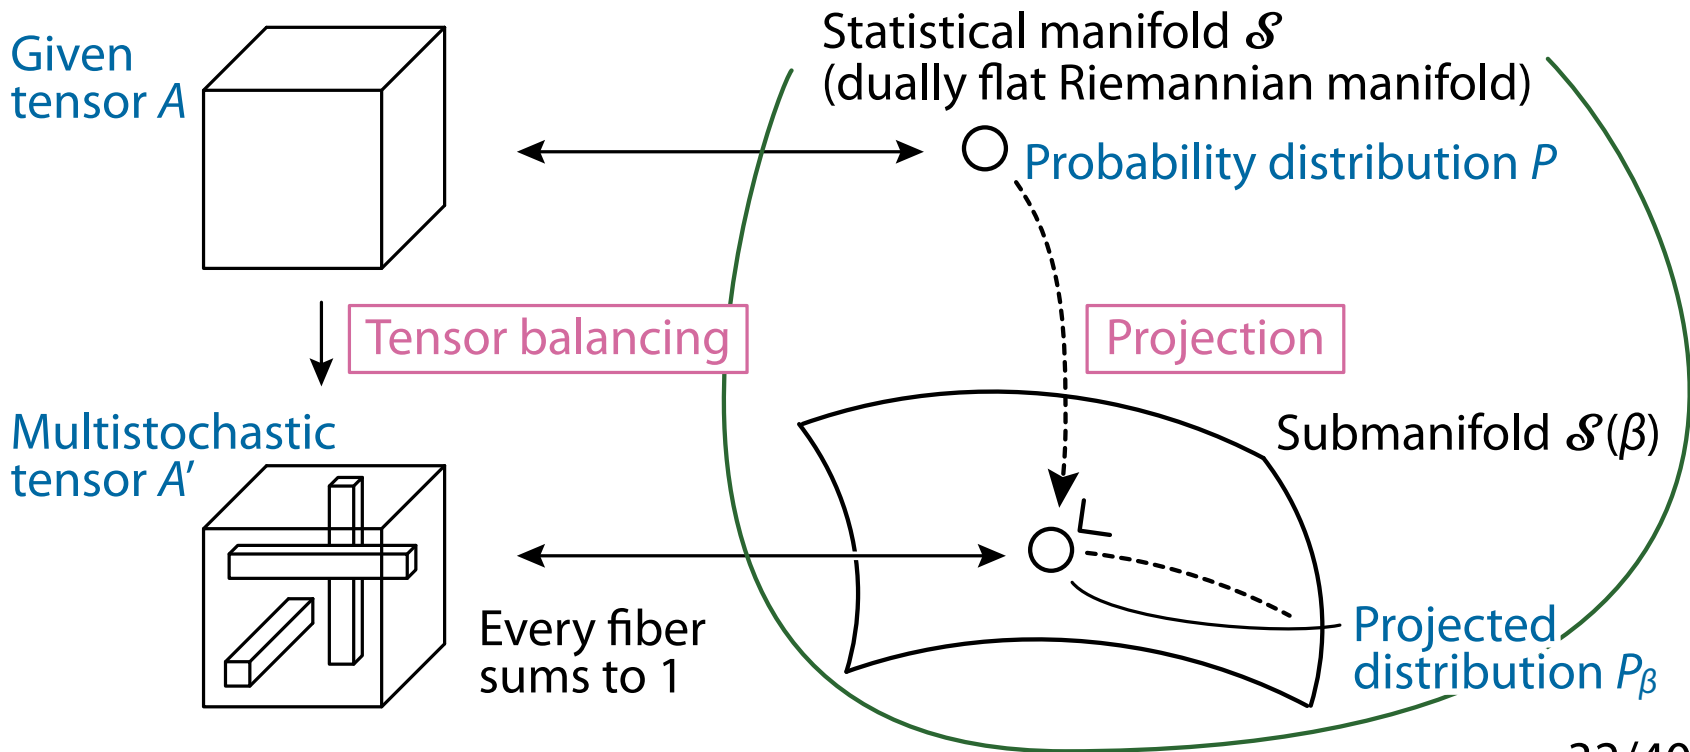 Given
tensor A
Statistical manifold 𝒮
(dually flat Riemannian manifold)
Probability distribution P
Tensor balancing
Projection
Multistochastic
tensor A′
Submanifold 𝒮(β)
Every fiber
sums to 1
Projected
distribution Pβ